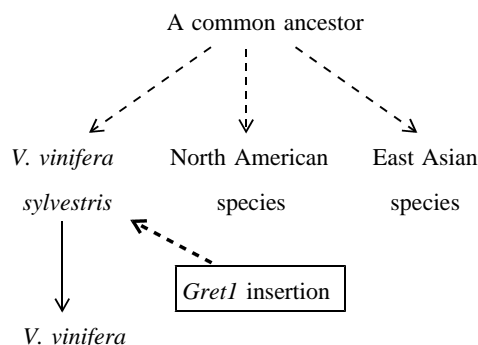 A common ancestor
V. vinifera North American East Asian
sylvestris species species
Gret1 insertion
V. vinifera